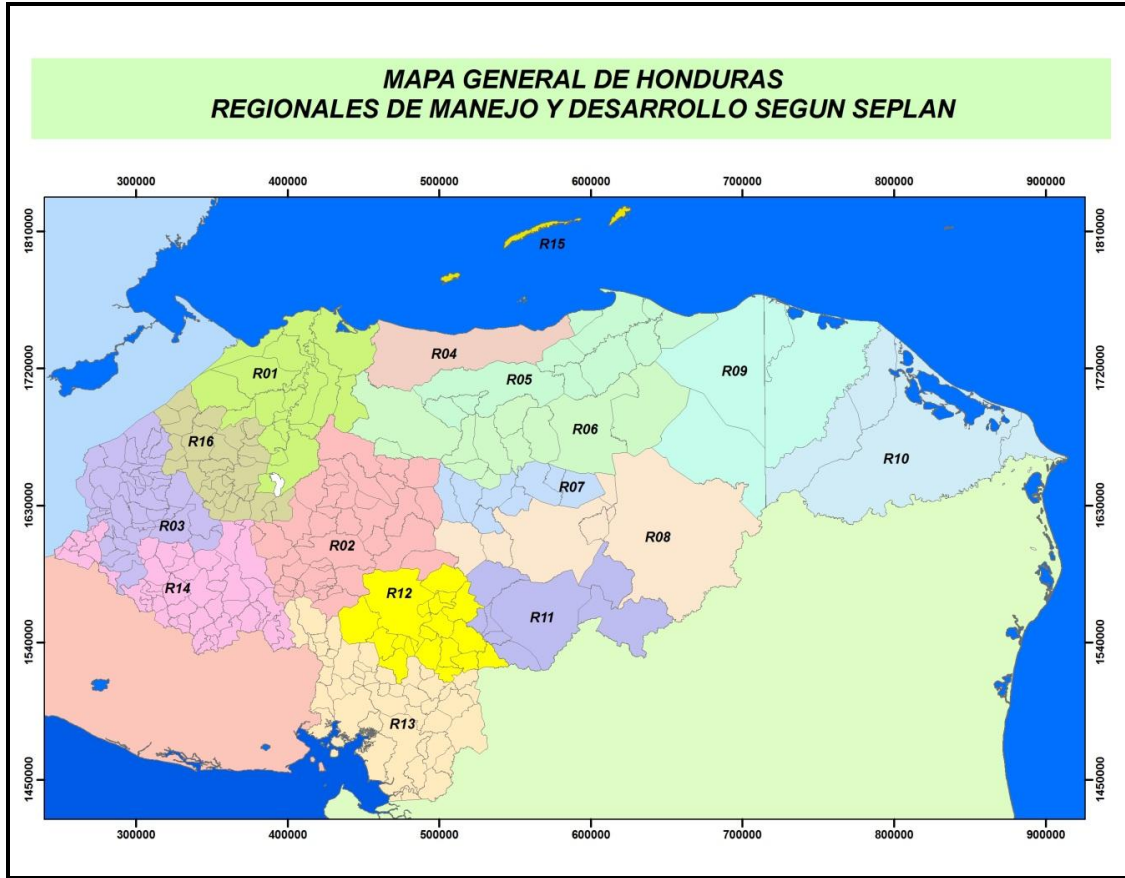 MAPA GENERAL DE HONDURAS
REGIONALES DE MANEJO Y DESARROLLO SEGUN SEPLAN
300000 400000 500000 600000 700000 800000 900000
1810000 1810000
R15
R04
1720000 1720000
R01
R05
R09
R06
R16
R10
R07
1630000 1630000
R03
R02
R08
R14
R12
R11
1540000 1540000
R13
1450000 1450000
300000 400000 500000 600000 700000 800000 900000